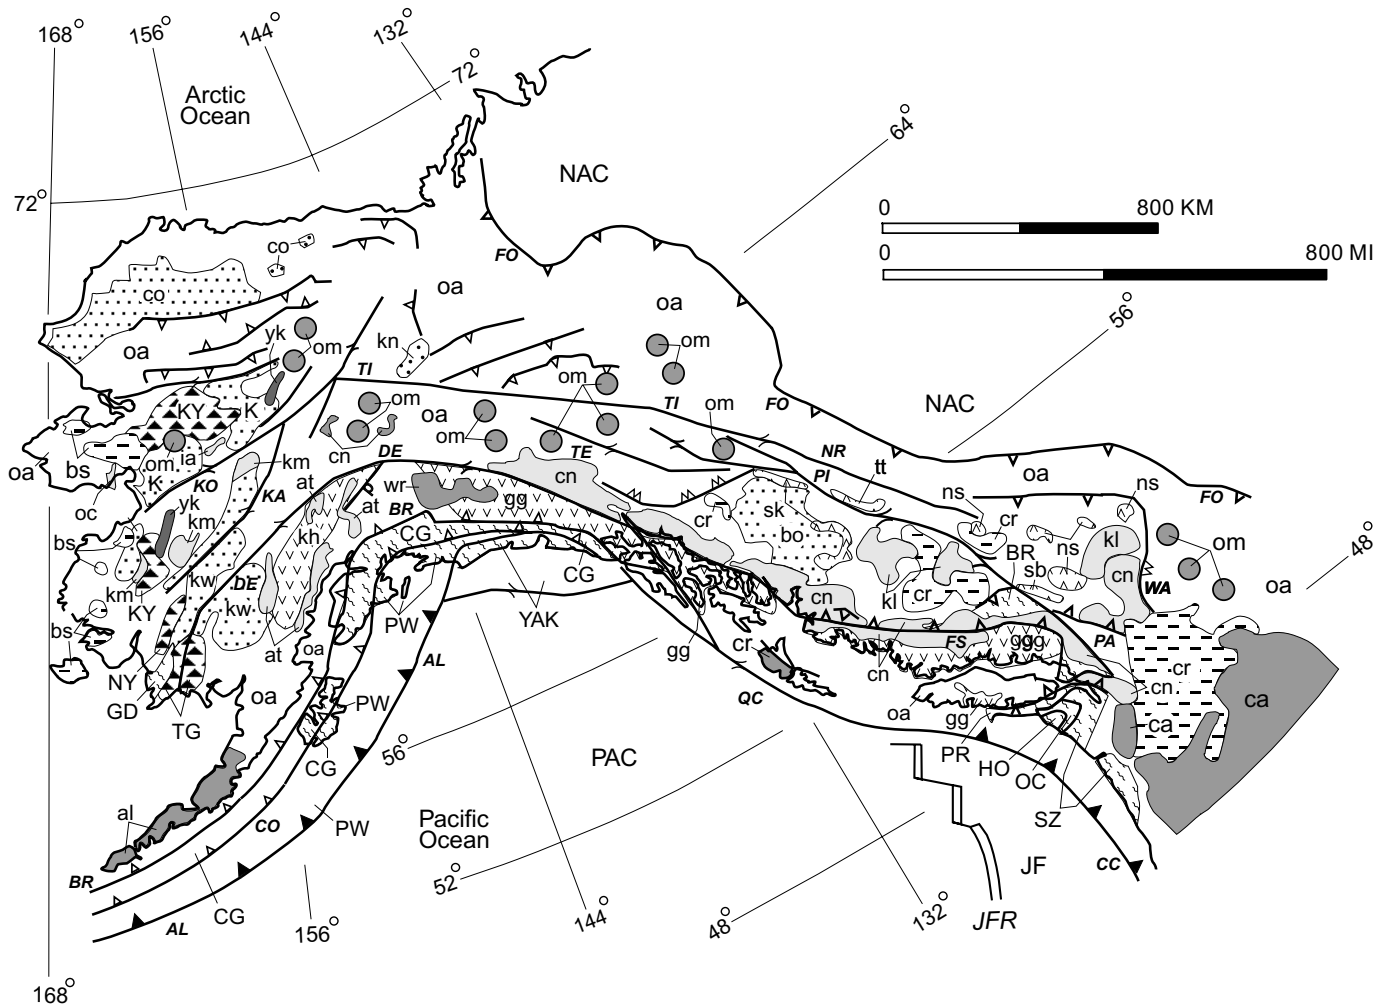 168°
156°
144°
132°
72°
Arctic
Ocean
64°
NAC
0 800 KM
72°
0 800 MI
co
FO
oa
co
oa
56°
yk
om
kn
om
oa
TI
om
TI
om
FO
NAC
KY
K
om
oa
om
cn
DE
TE
NR
oa
bs
om
ia
km
cn
PI
tt
oa
K
KO
KA
at
wr
gg
ns
ns
FO
oc
yk
at
BR
cr
sk
bo
cr
kl
om
48°
bs
km
kh
CG
BR
ns
km
kw
CG
sb
cn
WA
oa
KY
DE
kw
YAK
cn
kl
cr
bs
at
oa
PW
gg
cr
FS
ggg
PA
cr
NY
AL
cn
cn
ca
GD
oa
PW
QC
oa
gg
ca
TG
CG
56°
PAC
PR
HO
OC
al
CO
PW
Pacific
Ocean
SZ
BR
52°
JF
CC
CG
AL
156°
144°
48°
132°
JFR
168°